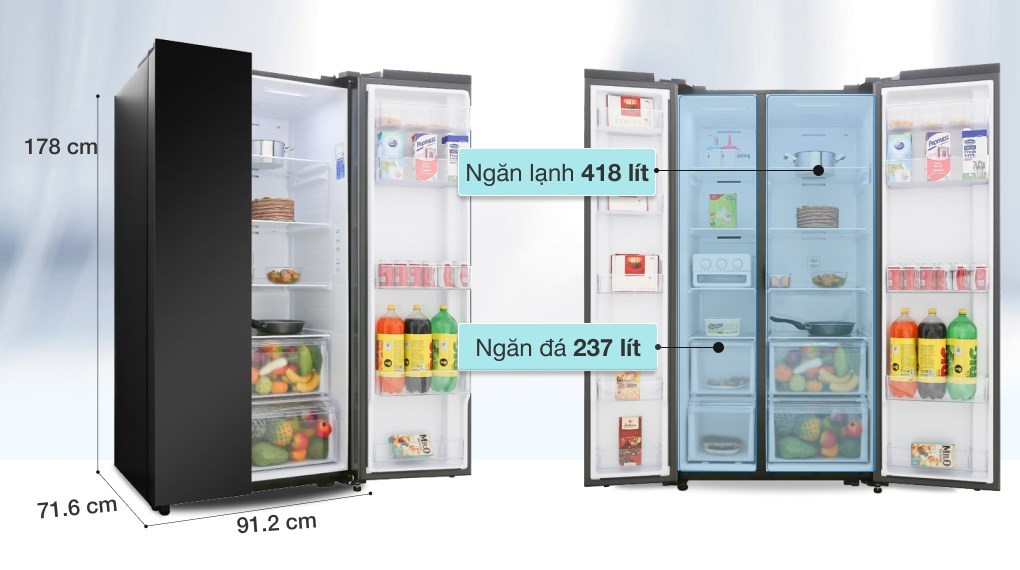 178 cm
71.6 cm
91.2 cm
Ngăn lạnh 418 lít
Ngăn đá 237 lít